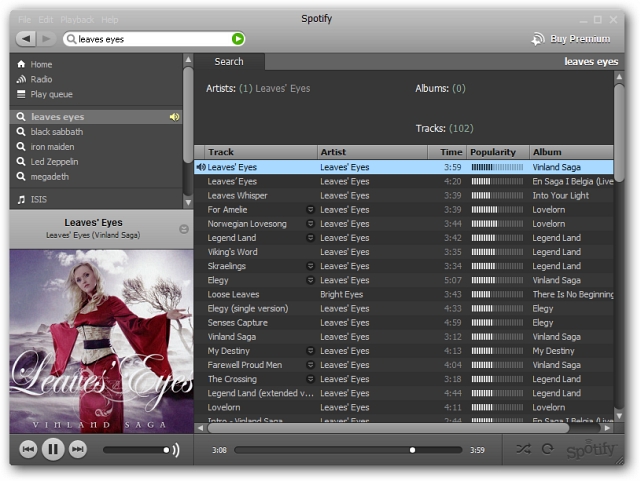 Spotify
File Edit Playback Help
leaves eyes
Buy Premium
Home
Radio
Play queue
leaves eyes
black sabbath
iron maiden
Led Zeppelin
megadeth
ISIS
Leaves' Eyes
Leaves' Eyes (Vinland Saga)
Leaves' Eyes
VINLAND SAGA
Search leaves eyes
Artists: (1) Leaves' Eyes Albums: (0)
Tracks: (102)
Track Artist Time Popularity Album
Leaves' Eyes Leaves' Eyes 3:59 Vinland Saga
Leaves' Eyes Leaves' Eyes 4:20 En Saga I Belgia (Live
Leaves Whisper Leaves' Eyes 3:39 Into Your Light
For Amelie Leaves' Eyes 3:39 Lovelorn
Norwegian Lovesong Leaves' Eyes 3:44 Lovelorn
Legend Land Leaves' Eyes 3:42 Legend Land
Viking's Word Leaves' Eyes 3:35 Legend Land
Skraelings Leaves' Eyes 3:34 Legend Land
Elegy Leaves' Eyes 5:07 Vinland Saga
Loose Leaves Bright Eyes 3:43 There Is No Beginning
Elegy (single version) Leaves' Eyes 4:33 Elegy
Senses Capture Leaves' Eyes 4:59 Elegy
Vinland Saga Leaves' Eyes 3:12 Vinland Saga
My Destiny Leaves' Eyes 4:13 My Destiny
Farewell Proud Men Leaves' Eyes 4:04 Vinland Saga
The Crossing Leaves' Eyes 3:18 Legend Land
Legend Land (extended v... Leaves' Eyes 4:44 Legend Land
Lovelorn Leaves' Eyes 4:11 Lovelorn
Intro - Vinland Saga Leaves' Eyes 4:44 En Saga I Belgia (Live
3:08 3:59 Spotify